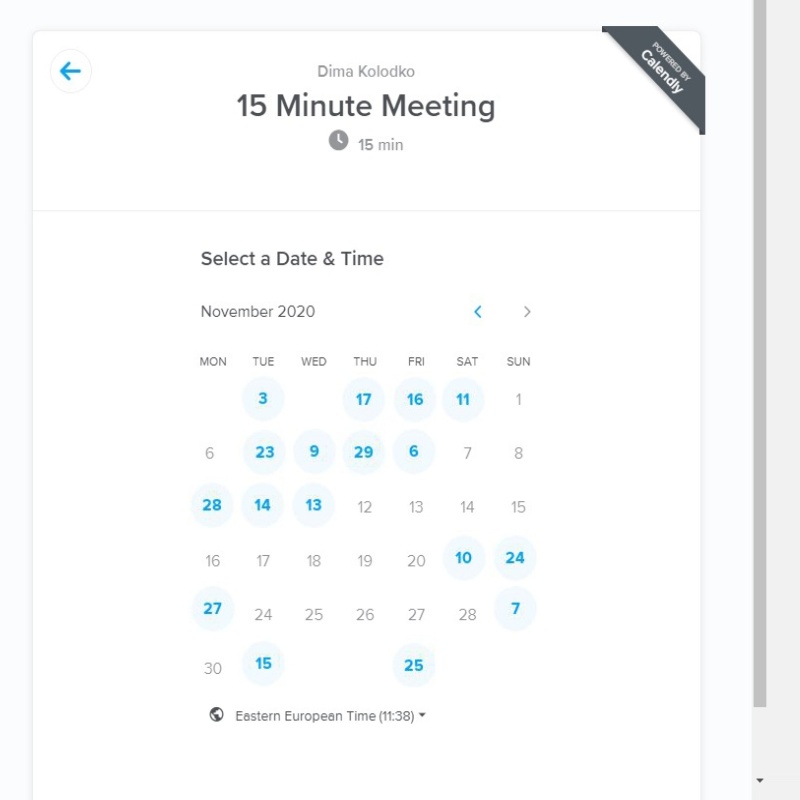 POWERED BY
Calendly
Dima Kolodko
15 Minute Meeting
15 min
Select a Date & Time
November 2020
MON TUE WED THU FRI SAT SUN
3 17 16 11 1
6 23 9 29 6 7 8
28 14 13 12 13 14 15
16 17 18 19 20 10 24
27 24 25 26 27 28 7
30 15 25
Eastern European Time (11:38)